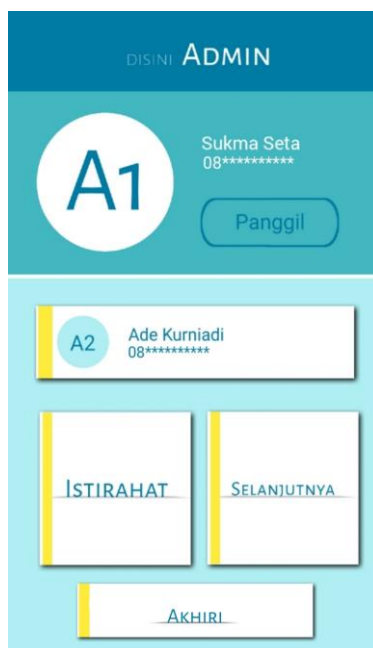 DISINI ADMIN
A1
Sukma Seta
08**********
Panggil
A2
Ade Kurniadi
08**********
ISTIRAHAT
SELANJUTNYA
AKHIRI